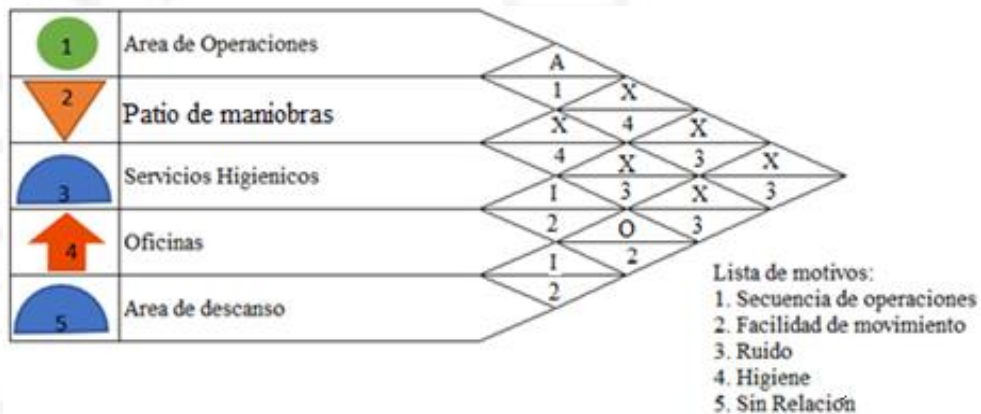 1 Area de Operaciones
2 Patio de maniobras
3 Servicios Higienicos
4 Oficinas
5 Area de descanso
A
1
X
X
4
X
4
X
3
X
I
3
X
3
2
O
3
I
2
2
Lista de motivos:
1. Secuencia de operaciones
2. Facilidad de movimiento
3. Ruido
4. Higiene
5. Sin Relación